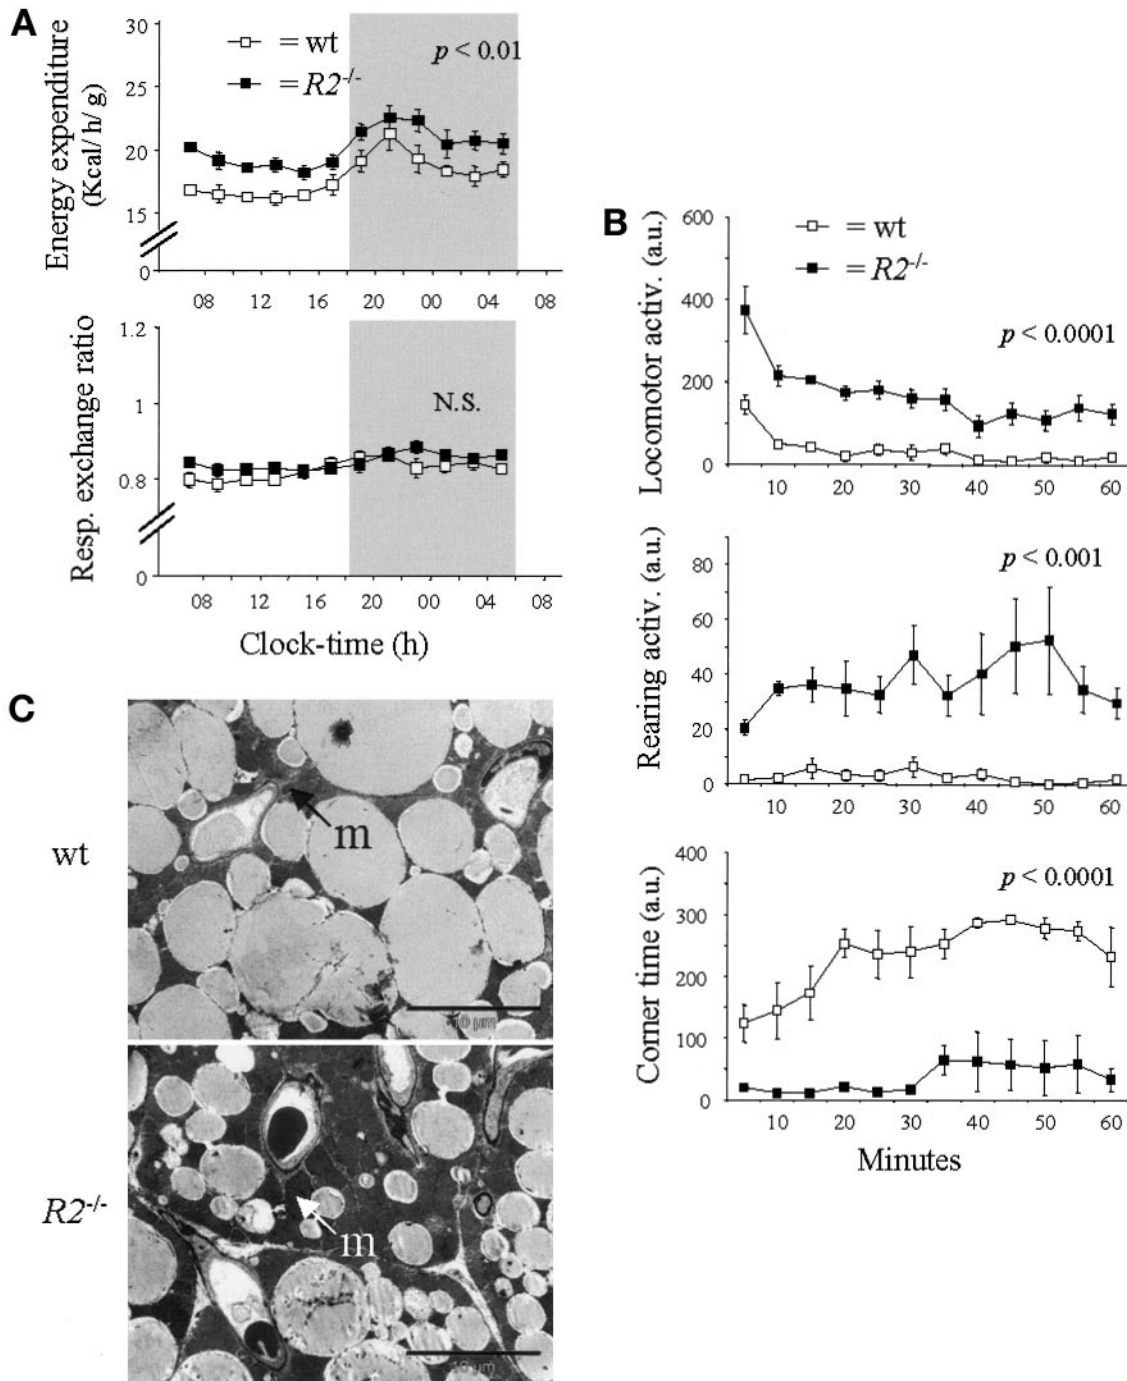 A
Energy expenditure
(Kcal/ h/ g)
30
25
20
15
0
= wt
= R2-/-
p < 0.01
08 12 16 20 00 04 08
Resp. exchange ratio
1.2
1
0.8
0
N.S.
08 12 16 20 00 04 08
Clock-time (h)
B
Locomotor activ. (a.u.)
600
400
200
0
= wt
= R2-/-
p < 0.0001
10 20 30 40 50 60
Rearing activ. (a.u.)
80
60
40
20
0
p < 0.001
10 20 30 40 50 60
Corner time (a.u.)
400
300
200
100
0
p < 0.0001
10 20 30 40 50 60
Minutes
C
wt
m
10 µm
R2-/-
m
10 µm